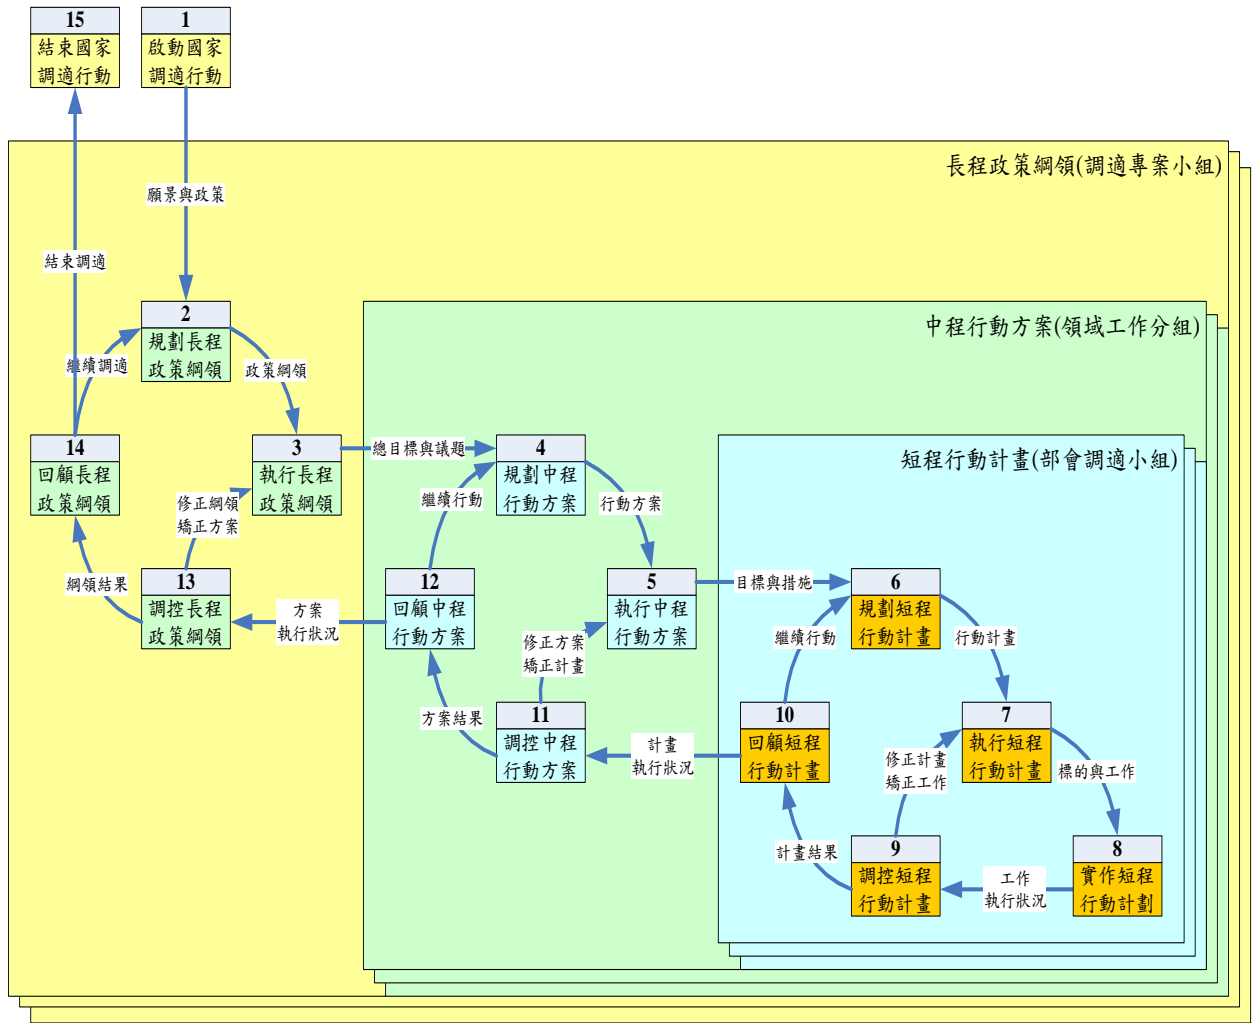 15
結束國家
調適行動
1
啟動國家
調適行動
長程政策綱領(調適專案小組)
願景與政策
結束調適
2
規劃長程
政策綱領
中程行動方案(領域工作分組)
繼續調適
政策綱領
14
回顧長程
政策綱領
3
執行長程
政策綱領
總目標與議題
4
規劃中程
行動方案
短程行動計畫(部會調適小組)
修正綱領
矯正方案
繼續行動
行動方案
綱領結果
13
調控長程
政策綱領
方案
執行狀況
12
回顧中程
行動方案
5
執行中程
行動方案
目標與措施
6
規劃短程
行動計畫
修正方案
矯正計畫
繼續行動
行動計畫
方案結果
11
調控中程
行動方案
計畫
執行狀況
10
回顧短程
行動計畫
7
執行短程
行動計畫
修正計畫
矯正工作
標的與工作
計畫結果
9
調控短程
行動計畫
工作
執行狀況
8
實作短程
行動計劃